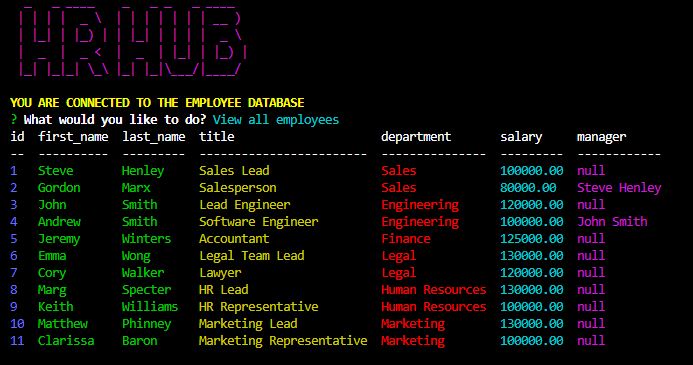 HR HUB
YOU ARE CONNECTED TO THE EMPLOYEE DATABASE
? What would you like to do? View all employees
id first_name last_name title department salary manager
-- ---------- --------- ------------------------ --------------- --------- ------------
1 Steve Henley Sales Lead Sales 100000.00 null
2 Gordon Marx Salesperson Sales 80000.00 Steve Henley
3 John Smith Lead Engineer Engineering 120000.00 null
4 Andrew Smith Software Engineer Engineering 100000.00 John Smith
5 Jeremy Winters Accountant Finance 125000.00 null
6 Emma Wong Legal Team Lead Legal 130000.00 null
7 Cory Walker Lawyer Legal 120000.00 null
8 Marg Specter HR Lead Human Resources 130000.00 null
9 Keith Williams HR Representative Human Resources 100000.00 null
10 Matthew Phinney Marketing Lead Marketing 130000.00 null
11 Clarissa Baron Marketing Representative Marketing 100000.00 null